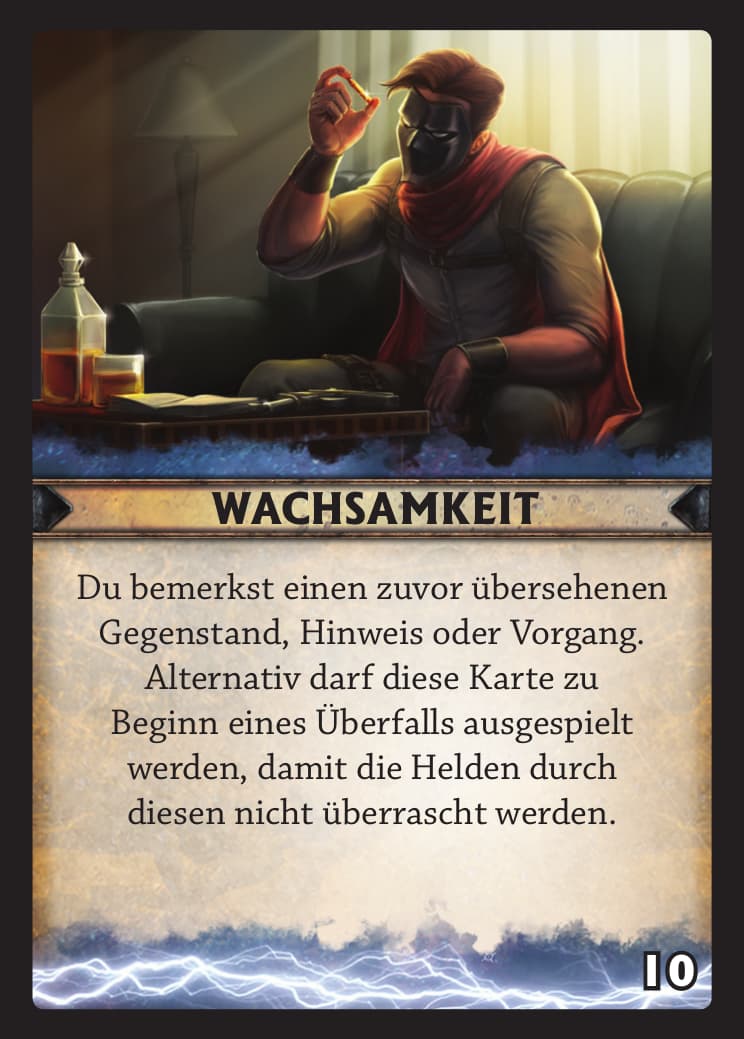 WACHSAMKEIT
Du bemerkst einen zuvor übersehenen
Gegenstand, Hinweis oder Vorgang.
Alternativ darf diese Karte zu
Beginn eines Überfalls ausgespielt
werden, damit die Helden durch
diesen nicht überrascht werden.
10